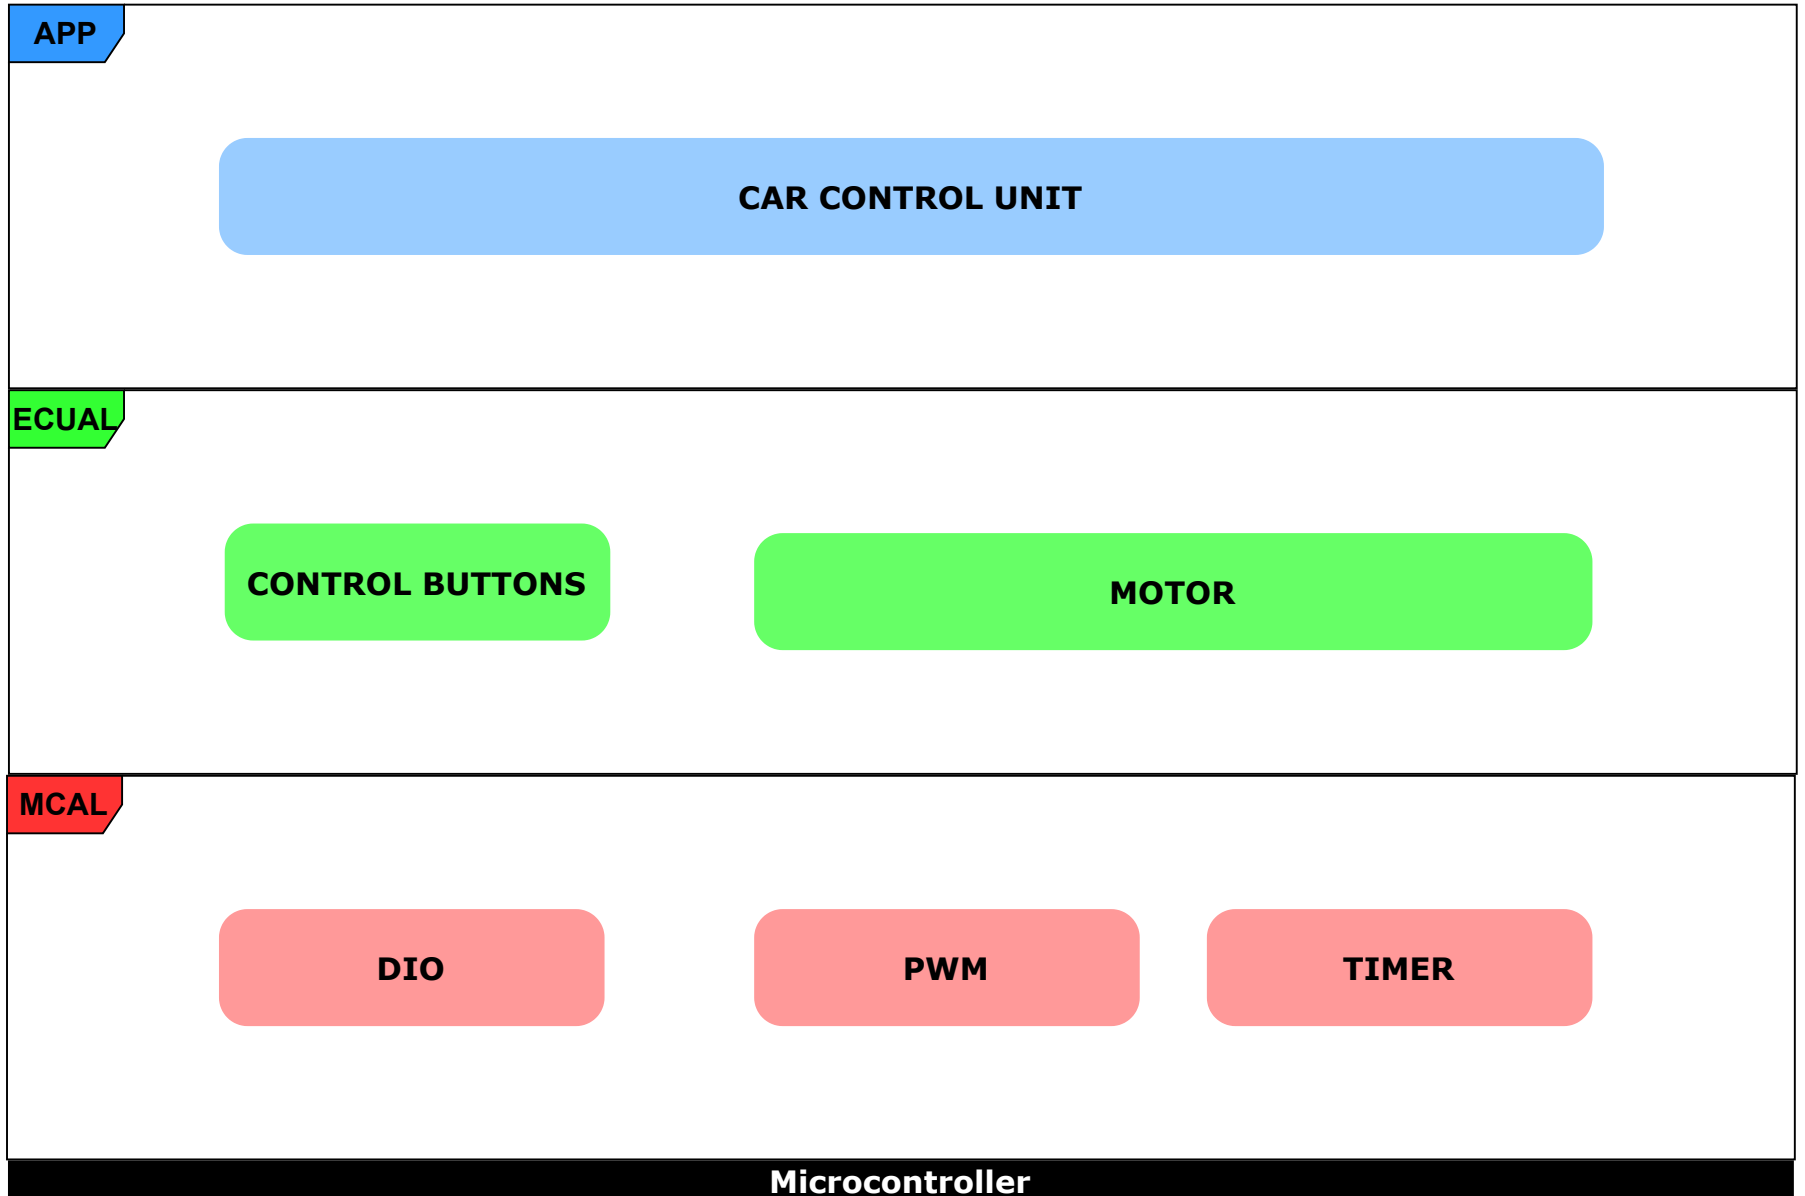 APP
CAR CONTROL UNIT
ECUAL
CONTROL BUTTONS
MOTOR
MCAL
DIO
PWM
TIMER
Microcontroller